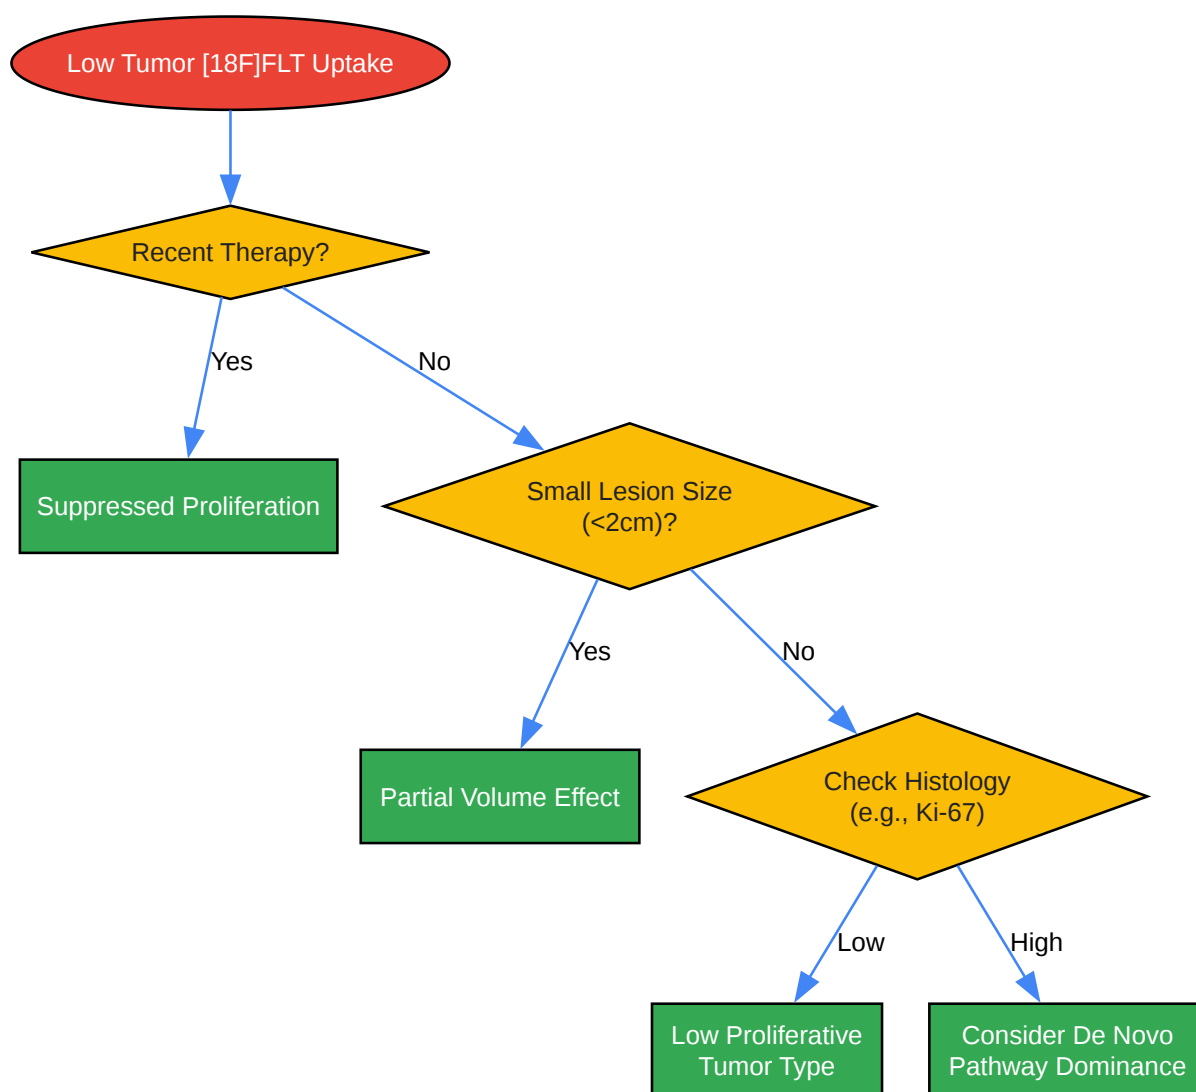 Low Tumor [18F]FLT Uptake
Recent Therapy?
Yes
No
Suppressed Proliferation
Small Lesion Size
(<2cm)?
Yes
No
Partial Volume Effect
Check Histology
(e.g., Ki-67)
Low
High
Low Proliferative
Tumor Type
Consider De Novo
Pathway Dominance